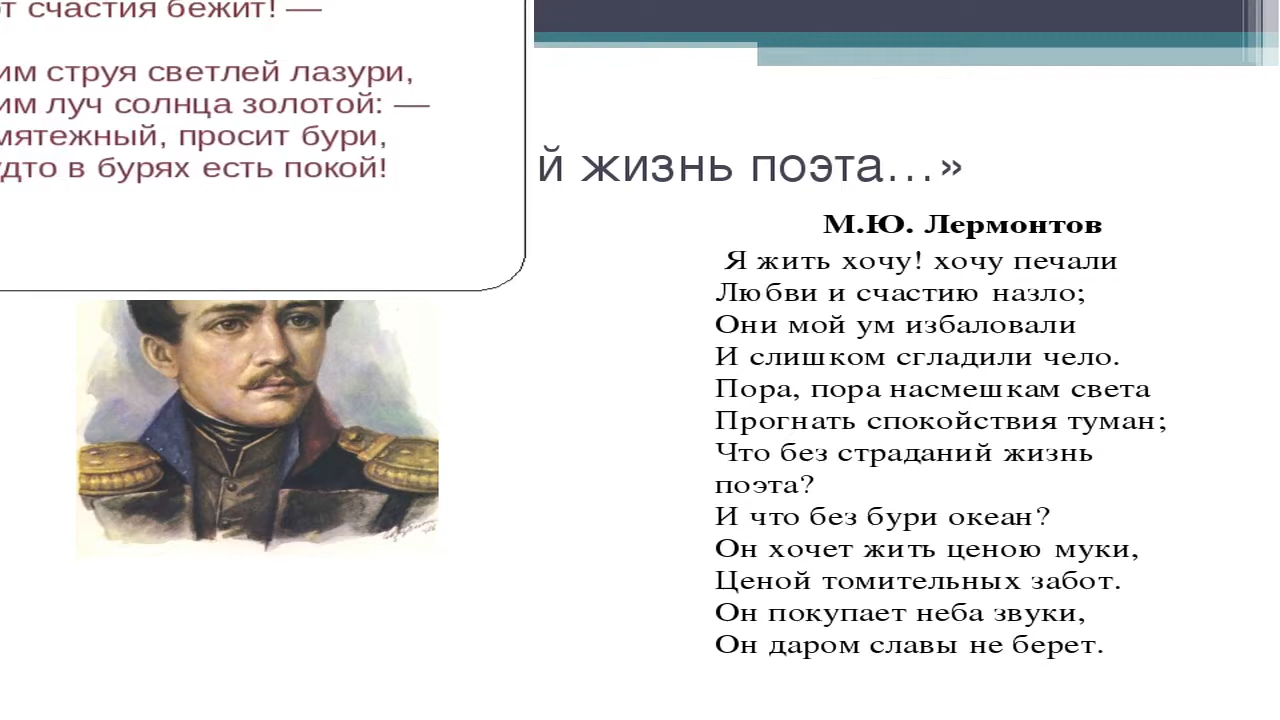 от счастия бежит! —
им струя светлей лазури,
им луч солнца золотой: —
мятежный, просит бури,
удто в бурях есть покой!
й жизнь поэта…»
М.Ю. Лермонтов
Я жить хочу! хочу печали
Любви и счастию назло;
Они мой ум избаловали
И слишком сгладили чело.
Пора, пора насмешкам света
Прогнать спокойствия туман;
Что без страданий жизнь
поэта?
И что без бури океан?
Он хочет жить ценою муки,
Ценой томительных забот.
Он покупает неба звуки,
Он даром славы не берет.